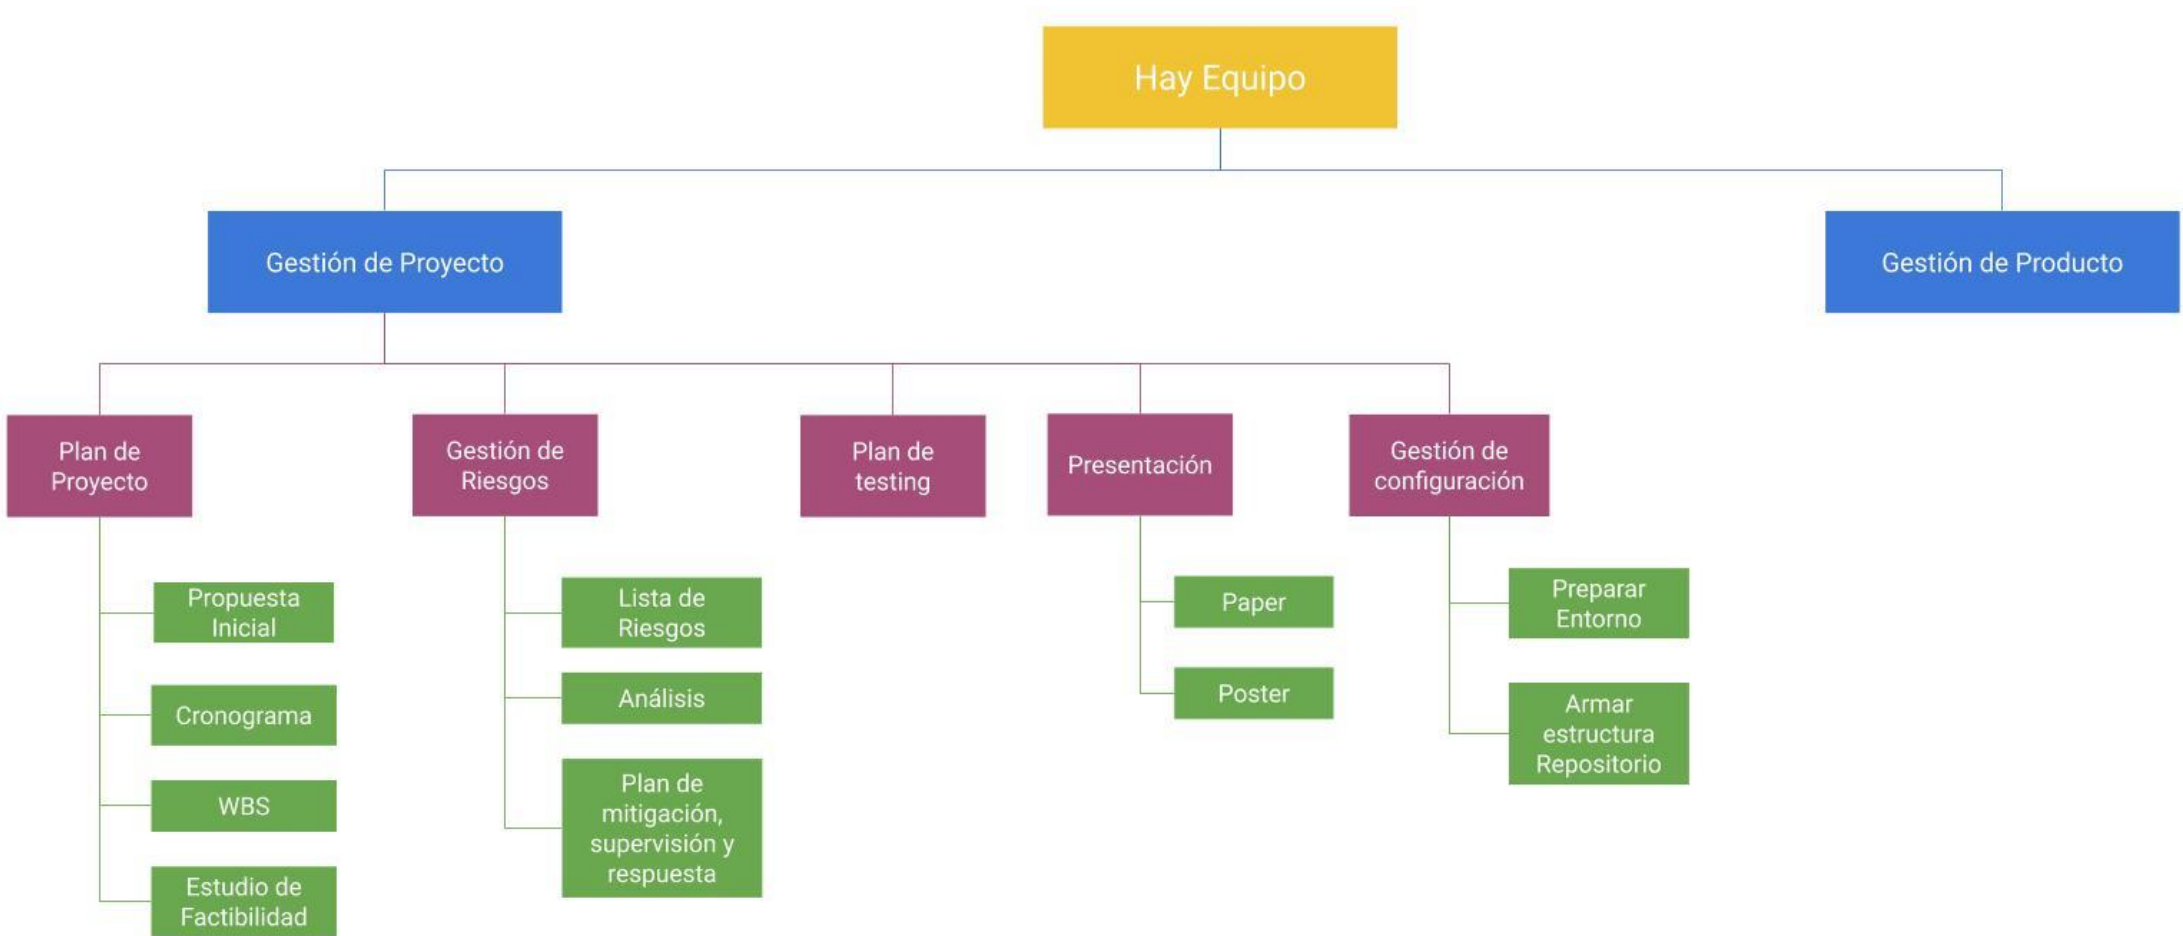 Hay Equipo
Gestión de Proyecto
Gestión de Producto
Plan de
Proyecto
Gestión de
Riesgos
Plan de
testing
Presentación
Gestión de
configuración
Propuesta
Inicial
Cronograma
WBS
Estudio de
Factibilidad
Lista de
Riesgos
Análisis
Plan de
mitigación,
supervisión y
respuesta
Paper
Poster
Preparar
Entorno
Armar
estructura
Repositorio